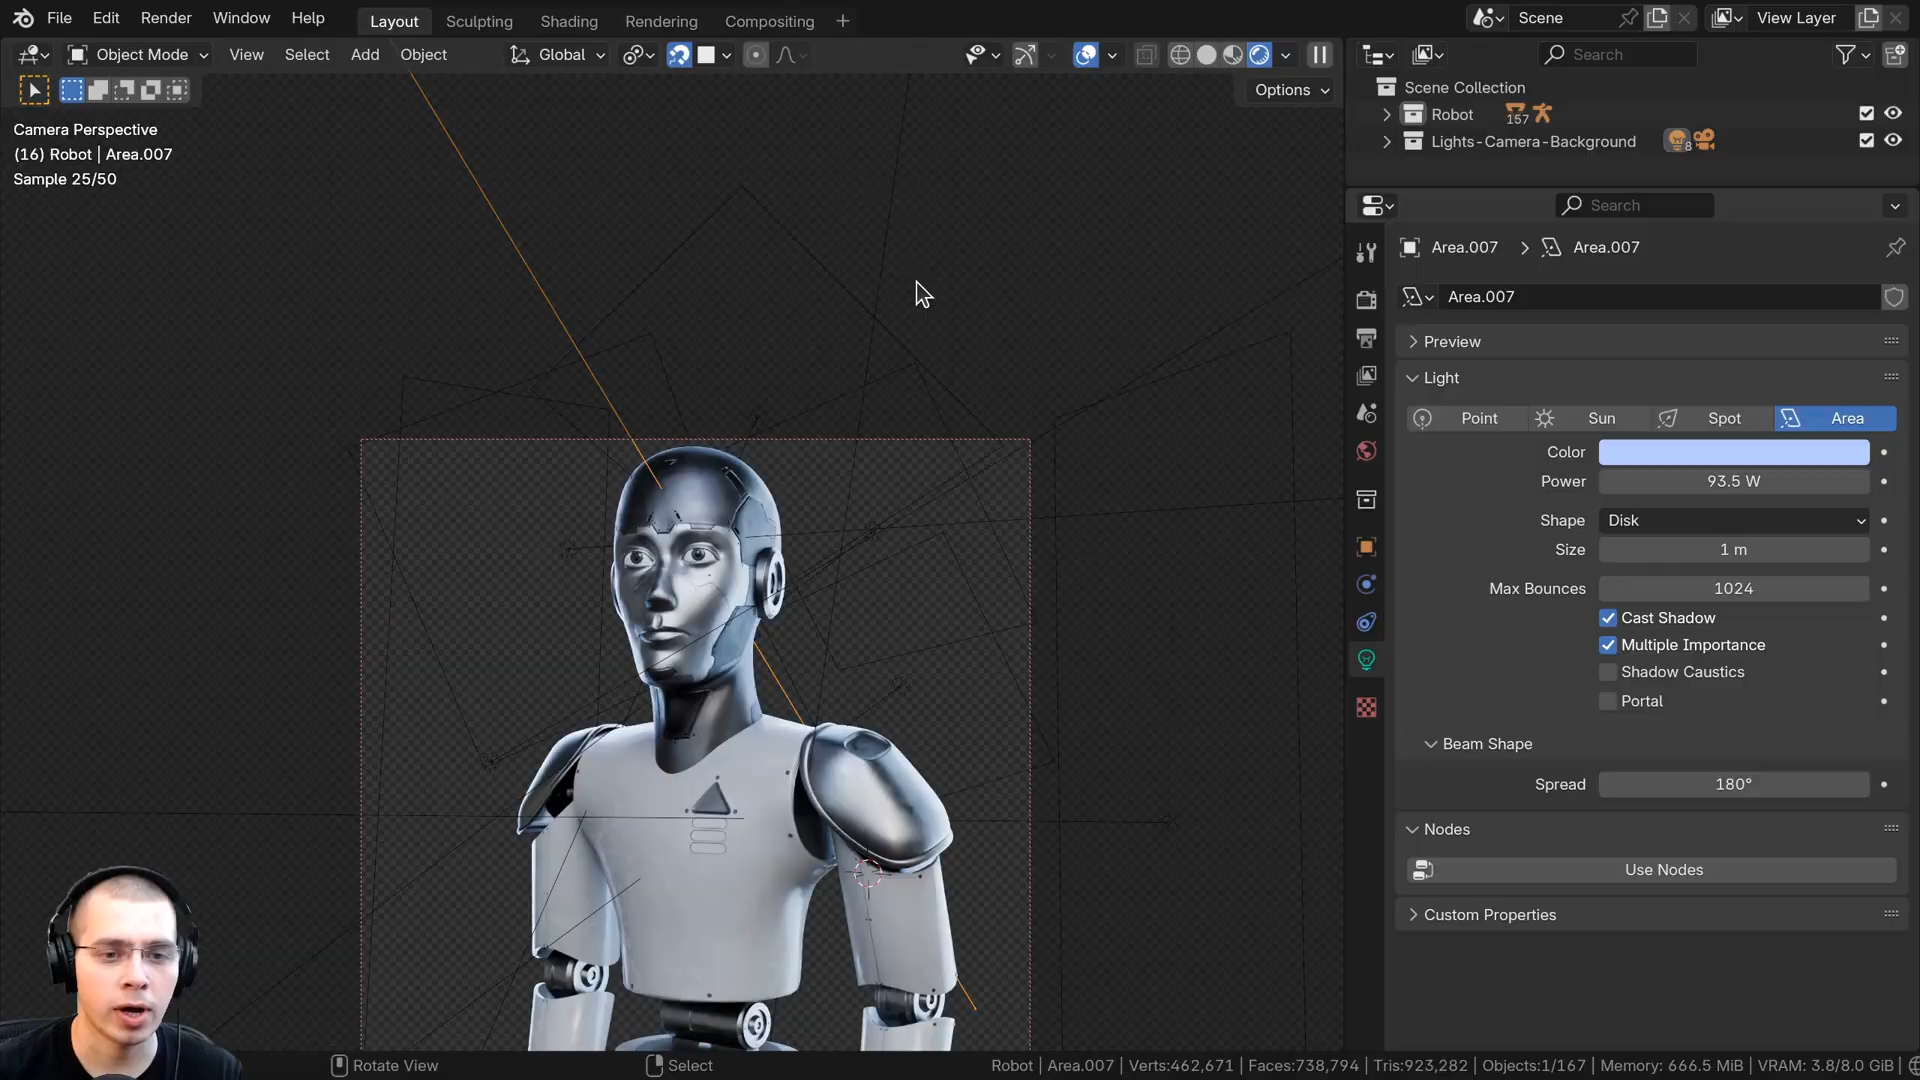 File Edit Render Window Help Layout Sculpting Shading Rendering Compositing + Scene View Layer
Object Mode View Select Add Object Global Search
Options
Camera Perspective
(16) Robot | Area.007
Sample 25/50
Scene Collection
Robot 157
Lights-Camera-Background 8
Search
Area.007 > Area.007
Area.007
Preview
Light
Point Sun Spot Area
Color
Power 93.5 W
Shape Disk
Size 1 m
Max Bounces 1024
Cast Shadow
Multiple Importance
Shadow Caustics
Portal
Beam Shape
Spread 180°
Nodes
Use Nodes
Custom Properties
Rotate View Select Robot | Area.007 | Verts:462,671 | Faces:738,794 | Tris:923,282 | Objects:1/167 | Memory: 666.5 MiB | VRAM: 3.8/8.0 GiB |